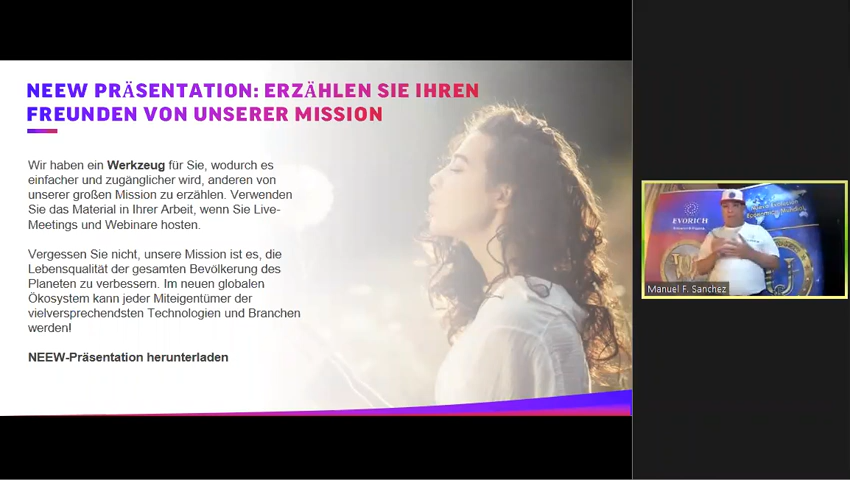 NEEW PRÄSENTATION: ERZÄHLEN SIE IHREN
FREUNDEN VON UNSERER MISSION
Wir haben ein Werkzeug für Sie, wodurch es
einfacher und zugänglicher wird, anderen von
unserer großen Mission zu erzählen. Verwenden
Sie das Material in Ihrer Arbeit, wenn Sie Live-
Meetings und Webinare hosten.
Vergessen Sie nicht, unsere Mission ist es, die
Lebensqualität der gesamten Bevölkerung des
Planeten zu verbessern. Im neuen globalen
Ökosystem kann jeder Miteigentümer der
vielversprechendsten Technologien und Branchen
werden!
NEEW-Präsentation herunterladen
EVORICH
Manuel F. Sanchez